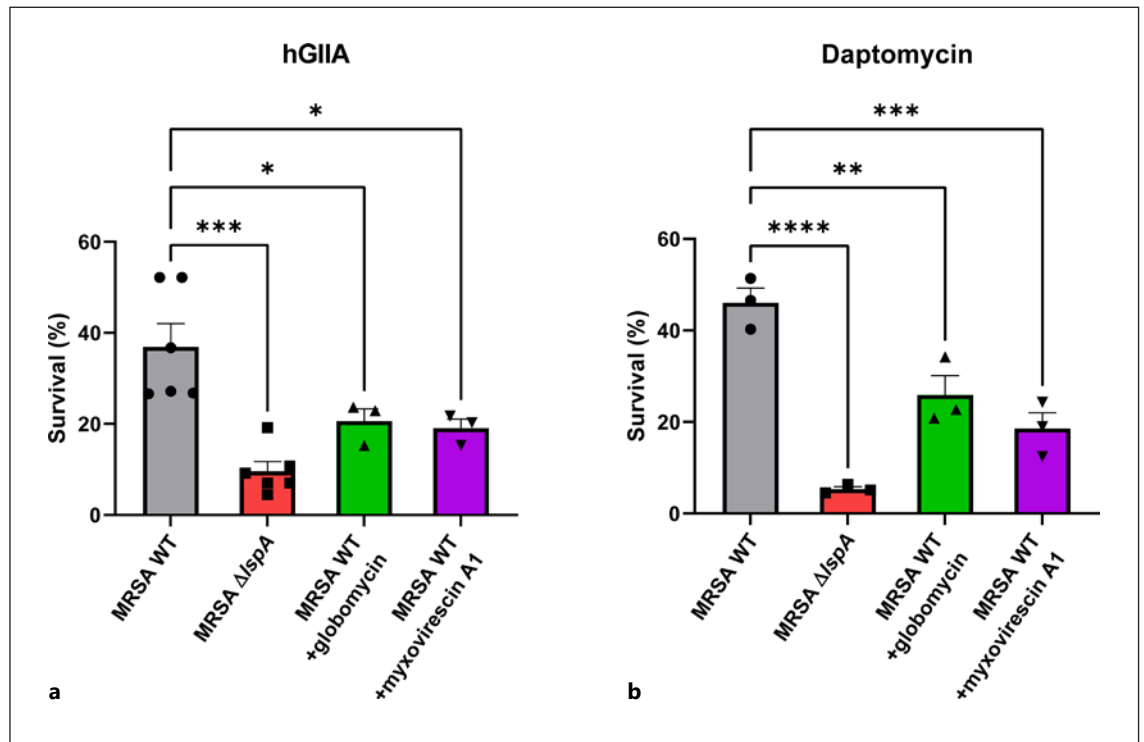 hGIIA
*
*
***
Survival (%)
60
40
20
0
MRSA WT
MRSA ΔlspA
MRSA WT
+globomycin
MRSA WT
+myxovirescin A1
a
Daptomycin
***
**
****
Survival (%)
60
40
20
0
MRSA WT
MRSA ΔlspA
MRSA WT
+globomycin
MRSA WT
+myxovirescin A1
b